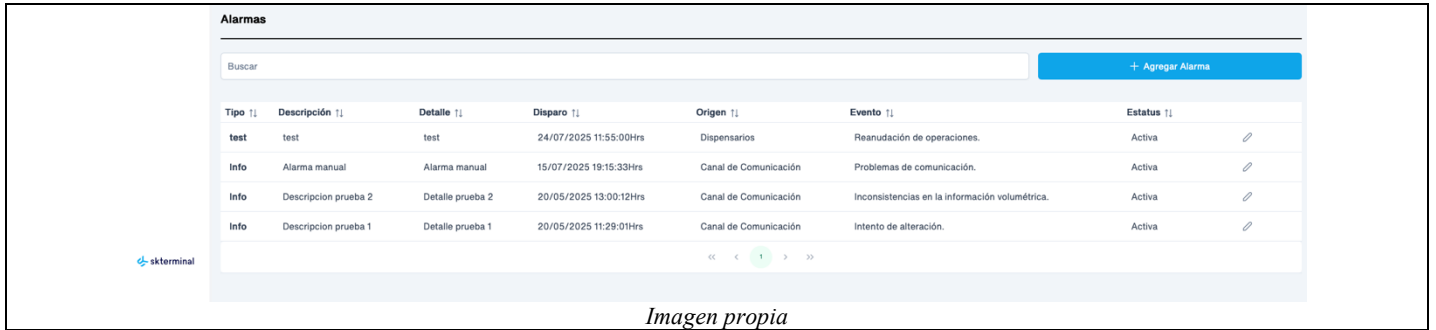 Alarmas
Buscar
+ Agregar Alarma
Tipo ↑↓ Descripción ↑↓ Detalle ↑↓ Disparo ↑↓ Origen ↑↓ Evento ↑↓ Estatus ↑↓
test test test 24/07/2025 11:55:00Hrs Dispensarios Reanudación de operaciones. Activa
Info Alarma manual Alarma manual 15/07/2025 19:15:33Hrs Canal de Comunicación Problemas de comunicación. Activa
Info Descripcion prueba 2 Detalle prueba 2 20/05/2025 13:00:12Hrs Canal de Comunicación Inconsistencias en la información volumétrica. Activa
Info Descripcion prueba 1 Detalle prueba 1 20/05/2025 11:29:01Hrs Canal de Comunicación Intento de alteración. Activa
skterminal
<< < 1 > >>
Imagen propia